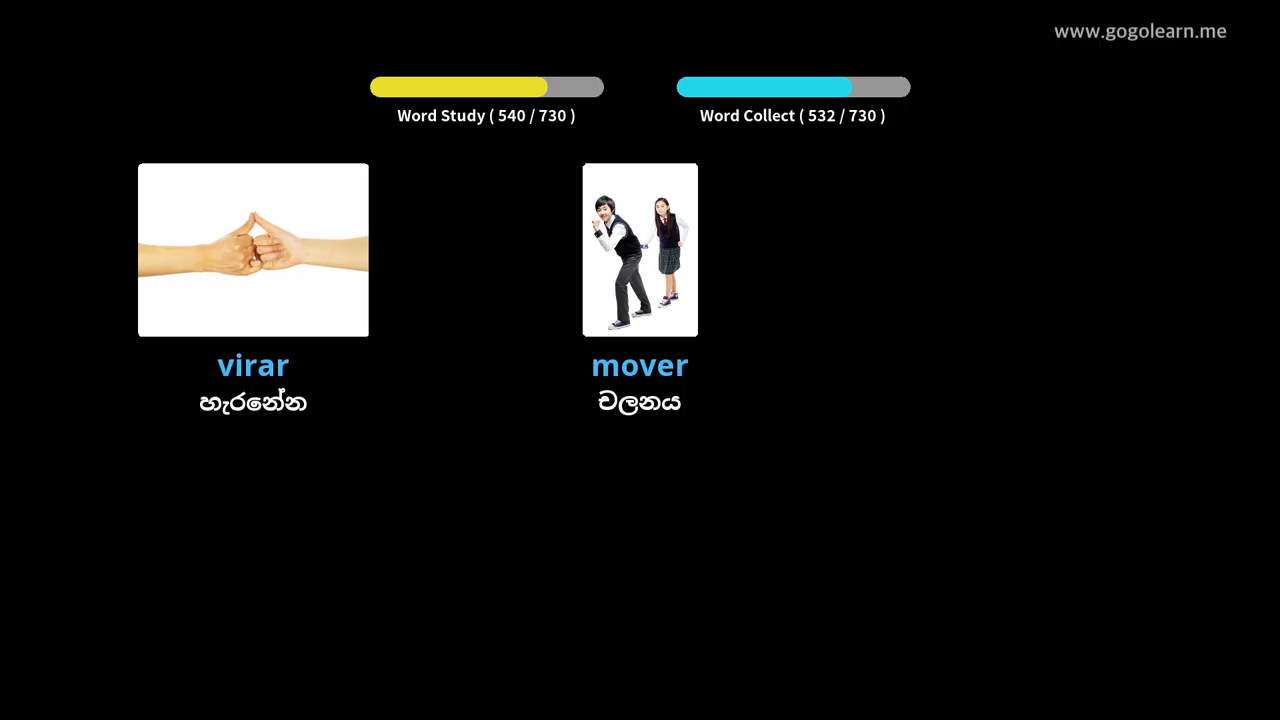 www.gogolearn.me
Word Study ( 540 / 730 )
Word Collect ( 532 / 730 )
virar
හැරනේන
mover
චලනය